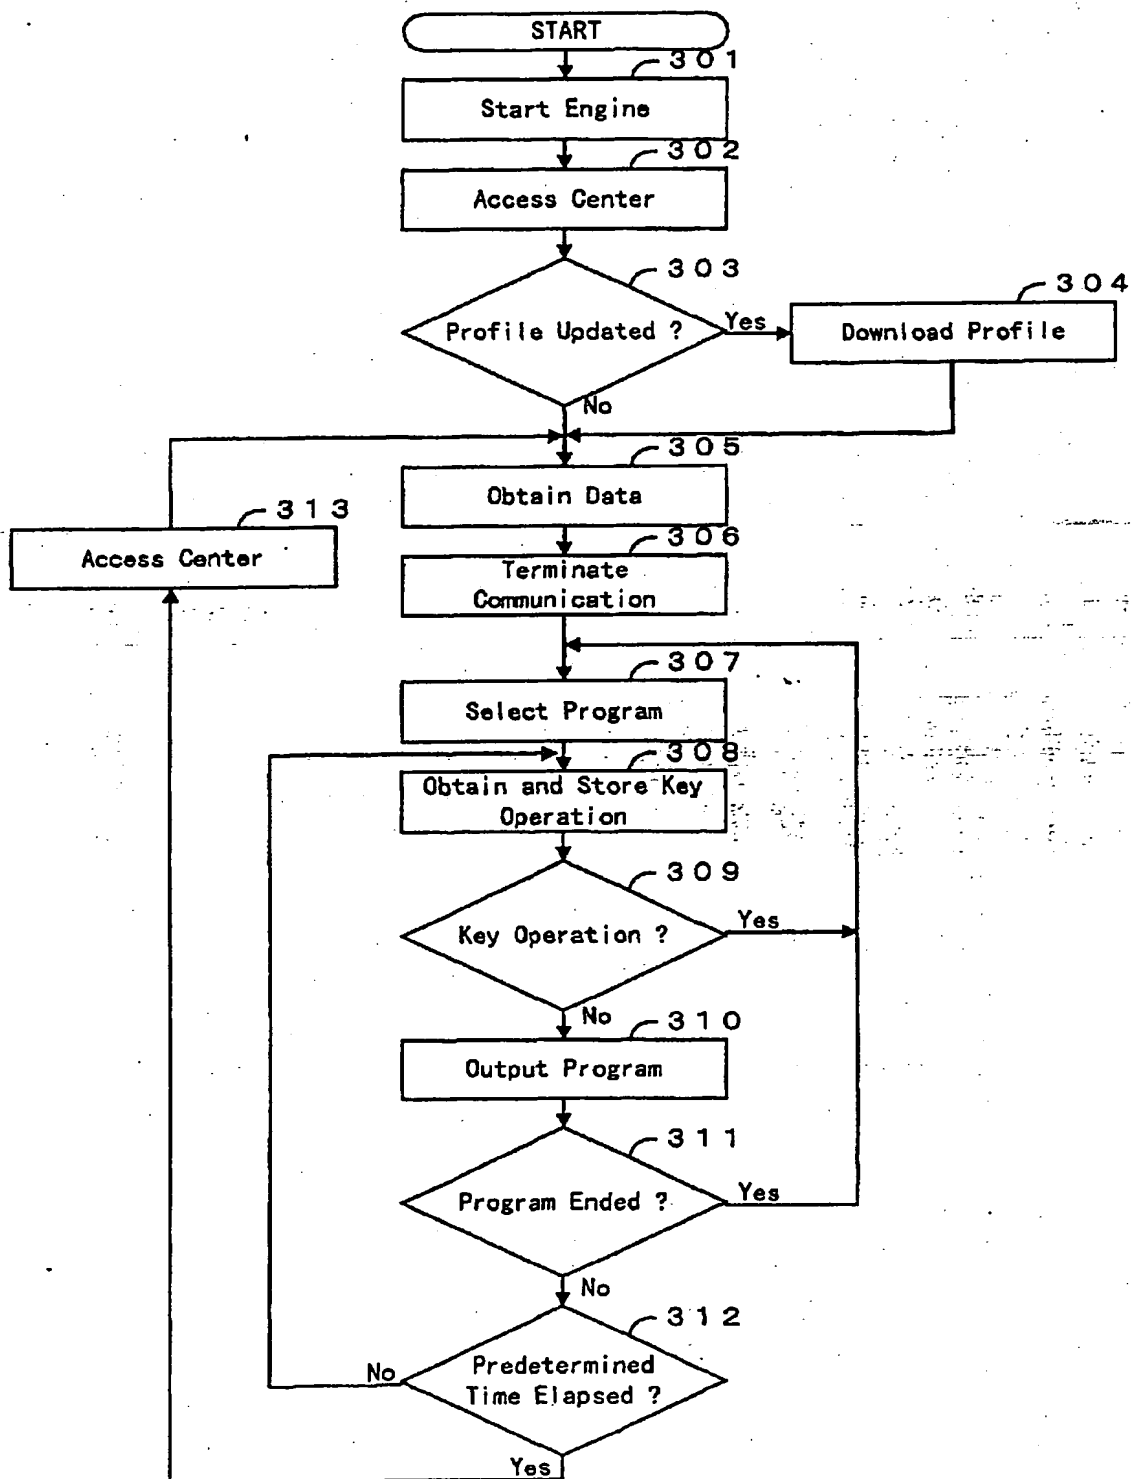 START
301
Start Engine
302
Access Center
303
Profile Updated ?
Yes
304
Download Profile
No
305
Obtain Data
313
Access Center
306
Terminate
Communication
307
Select Program
308
Obtain and Store Key
Operation
309
Key Operation ?
Yes
No
310
Output Program
311
Program Ended ?
Yes
No
312
Predetermined
Time Elapsed ?
No
Yes